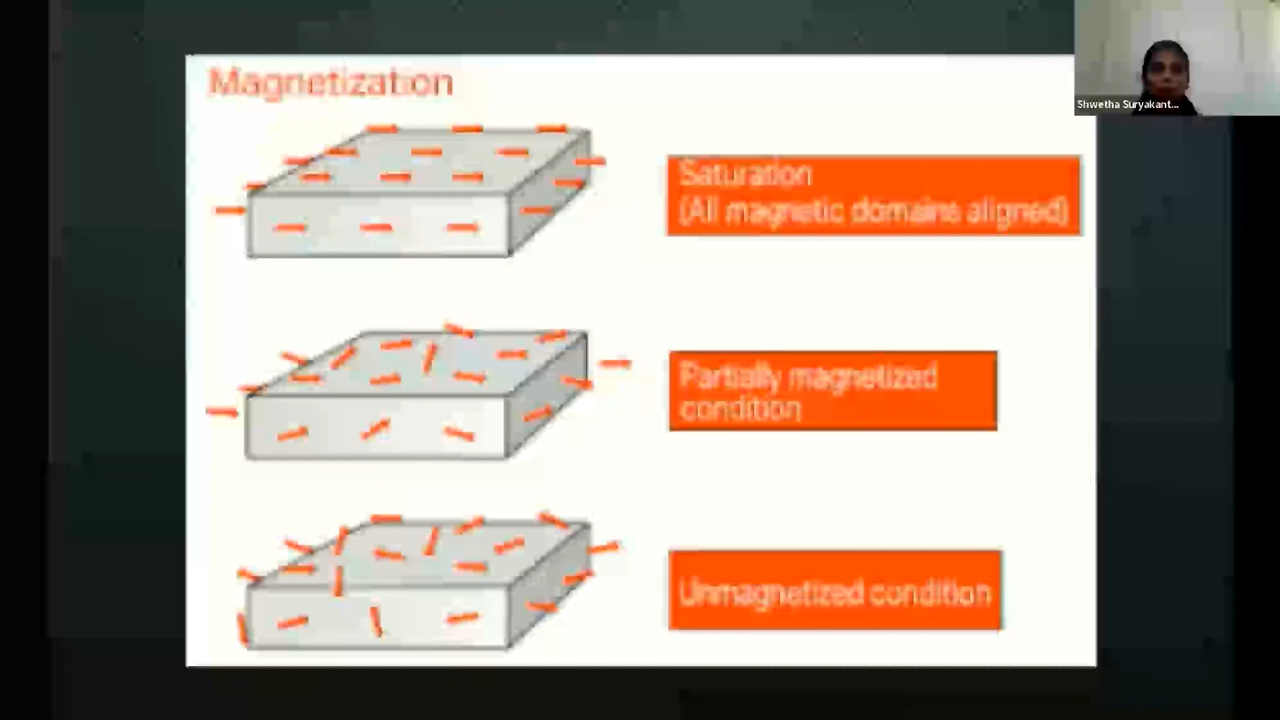 Magnetization
Shwetha Suryakant...
Saturation
(All magnetic domains aligned)
Partially magnetized
condition
Unmagnetized condition